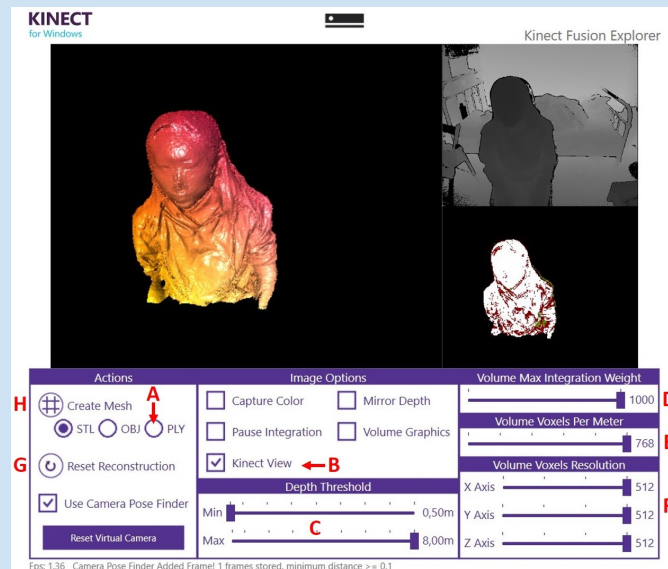 KINECT
for Windows
Kinect Fusion Explorer
Actions
H
Create Mesh
A
STL OBJ PLY
G
Reset Reconstruction
Use Camera Pose Finder
Reset Virtual Camera
Image Options
Capture Color Mirror Depth
Pause Integration Volume Graphics
Kinect View B
Depth Threshold
Min 0,50m
C
Max 8,00m
Volume Max Integration Weight
1000
Volume Voxels Per Meter
768
Volume Voxels Resolution
X Axis 512
Y Axis 512
Z Axis 512
Fps: 1.36 Camera Pose Finder Added Frame! 1 frames stored, minimum distance >= 0.1